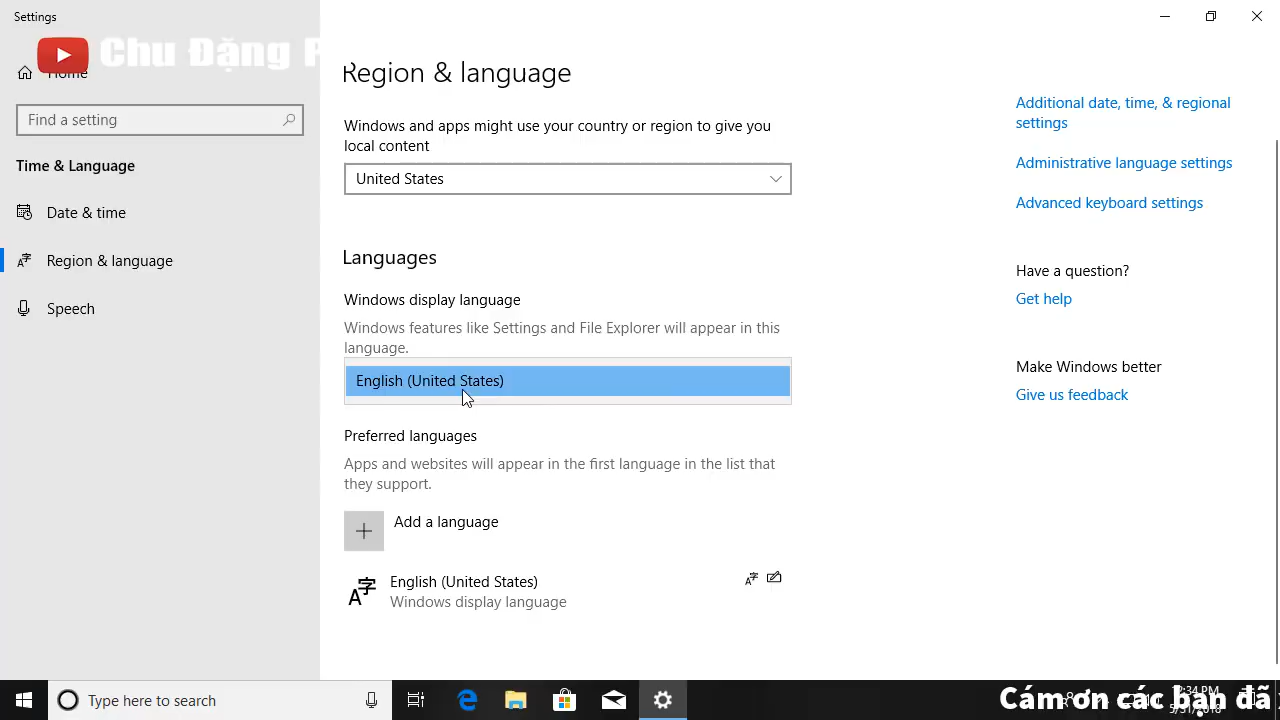 Settings
Chu Đặng P
Home
Find a setting
Time & Language
Date & time
Region & language
Speech
Region & language
Windows and apps might use your country or region to give you
local content
United States
Languages
Windows display language
Windows features like Settings and File Explorer will appear in this
language.
English (United States)
Preferred languages
Apps and websites will appear in the first language in the list that
they support.
Add a language
English (United States)
Windows display language
Additional date, time, & regional
settings
Administrative language settings
Advanced keyboard settings
Have a question?
Get help
Make Windows better
Give us feedback
Type here to search
Cám ơn các bạn đã
:34 PM
5/31/2018